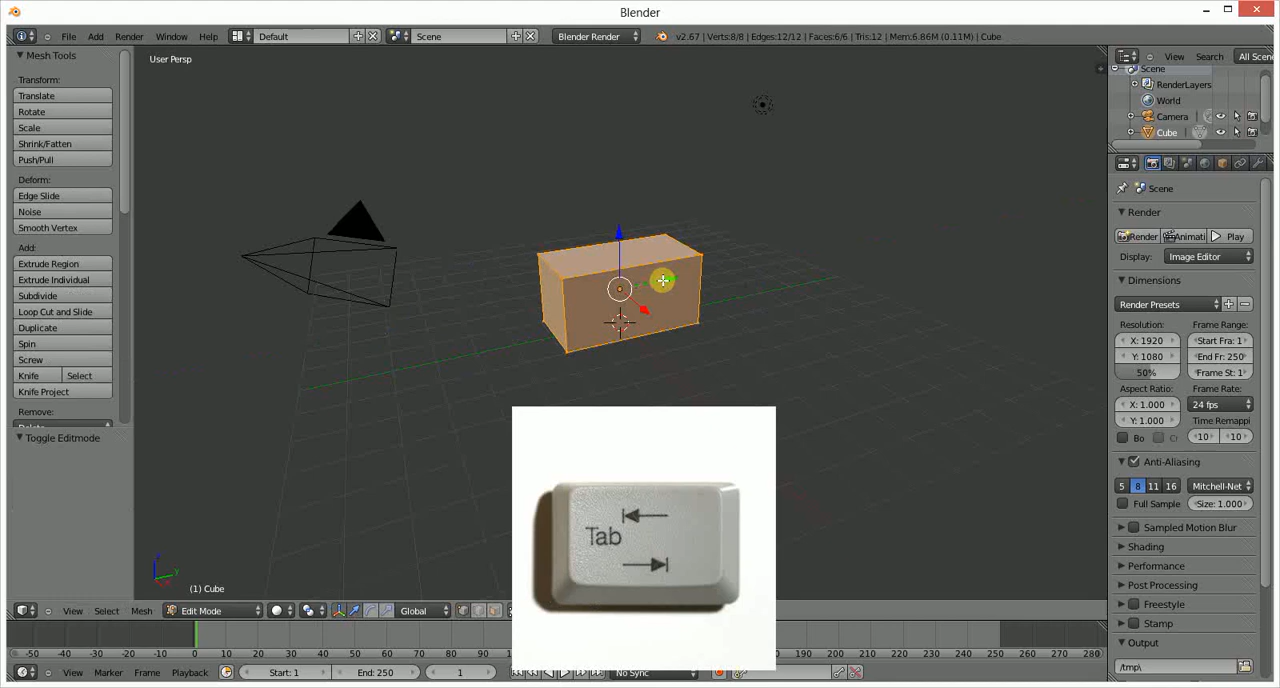 Blender
File Add Render Window Help Default Scene Blender Render v2.67 | Verts:8/8 | Edges:12/12 | Faces:6/6 | Tris:12 | Mem:6.86M (0.11M) | Cube
View Search All Scen
Mesh Tools
Transform:
Translate
Rotate
Scale
Shrink/Fatten
Push/Pull
Deform:
Edge Slide
Noise
Smooth Vertex
Add:
Extrude Region
Extrude Individual
Subdivide
Loop Cut and Slide
Duplicate
Spin
Screw
Knife Select
Knife Project
Remove:
Toggle Editmode
User Persp
(1) Cube
Tab
View Select Mesh Edit Mode Global
-50 -40 -30 -20 -10 0 10 20 30 40 50 60 70 80 90 180 190 200 210 220 230 240 250 260 270 280
View Marker Frame Playback Start: 1 End: 250 1 No Sync
Scene
RenderLayers
World
Camera
Cube
Scene
Render
Render Animati Play
Display: Image Editor
Dimensions
Render Presets
Resolution: Frame Range:
X: 1920 Start Fra: 1
Y: 1080 End Fr: 250
50% Frame St: 1
Aspect Ratio: Frame Rate:
X: 1.000 24 fps
Y: 1.000 Time Remappi
Bo Cr 10 10
Anti-Aliasing
5 8 11 16 Mitchell-Net
Full Sample Size: 1.000
Sampled Motion Blur
Shading
Performance
Post Processing
Freestyle
Stamp
Output
/tmp\